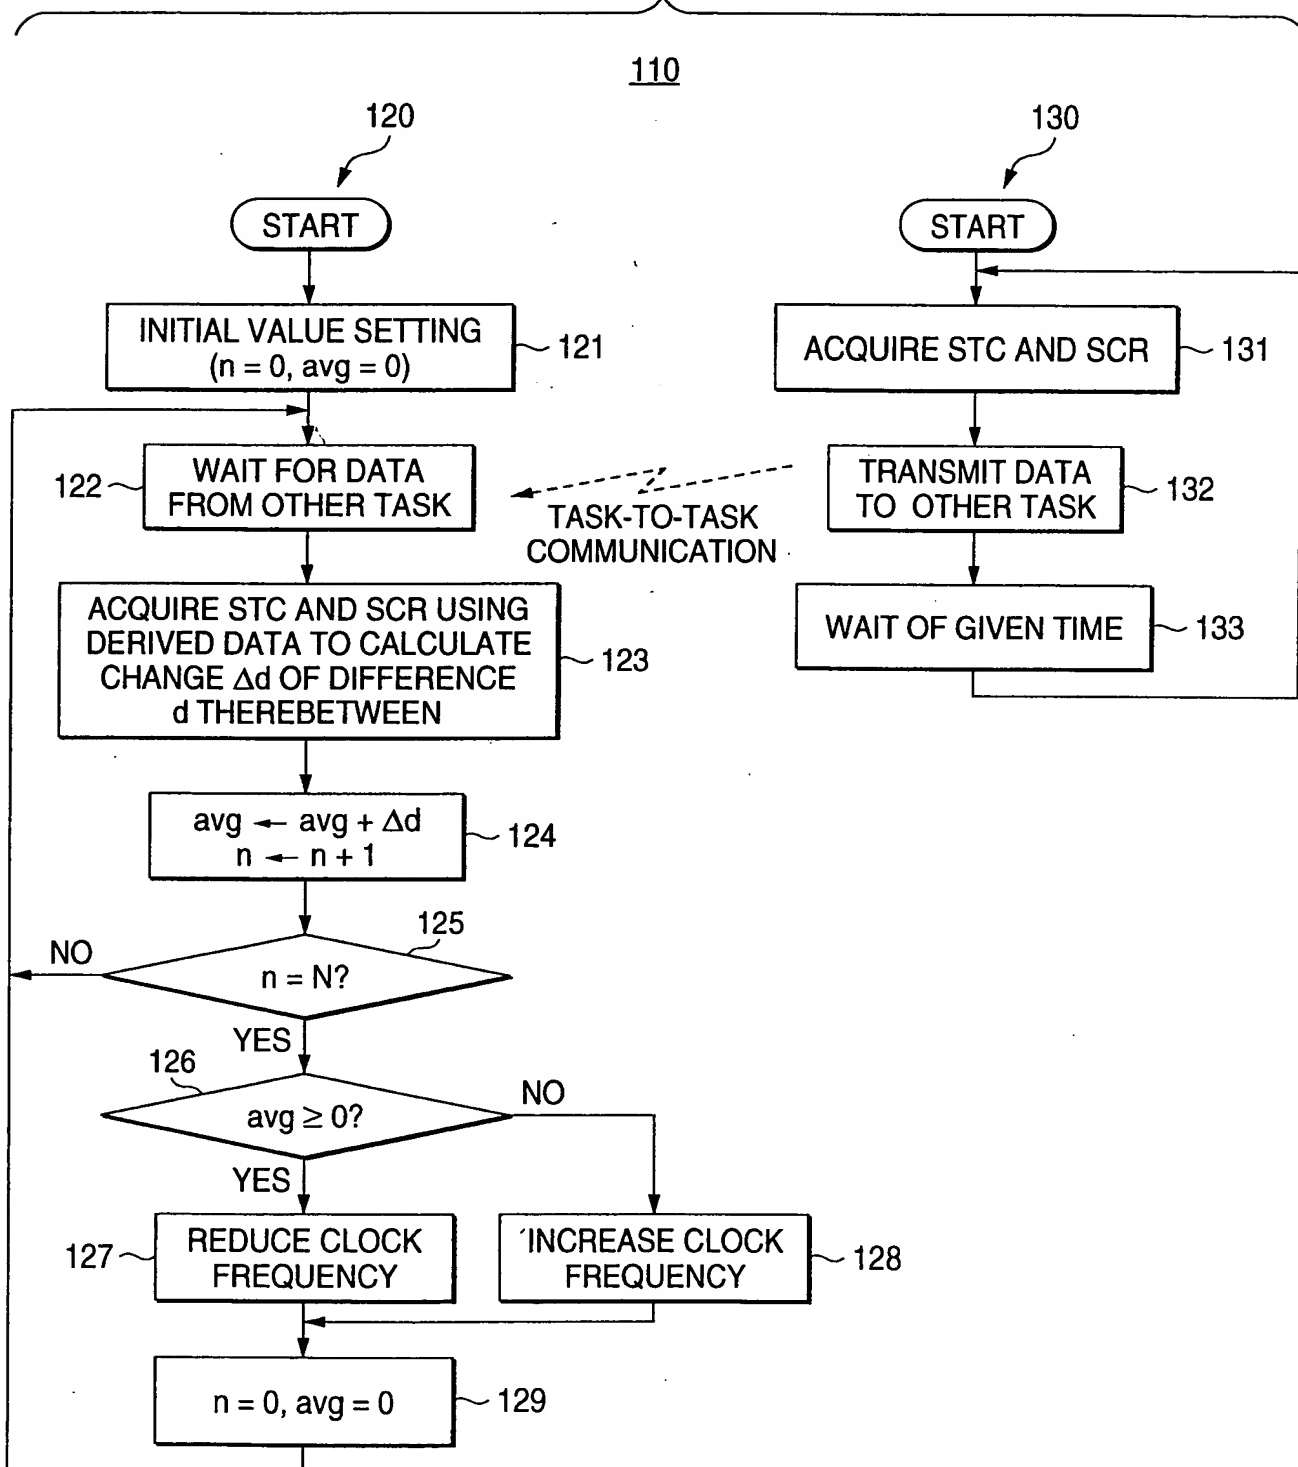 110
120
START
INITIAL VALUE SETTING
(n = 0, avg = 0)
121
122
WAIT FOR DATA
FROM OTHER TASK
ACQUIRE STC AND SCR USING
DERIVED DATA TO CALCULATE
CHANGE Δd OF DIFFERENCE
d THEREBETWEEN
123
avg ← avg + Δd
n ← n + 1
124
125
n = N?
NO
YES
126
avg ≥ 0?
NO
YES
127
REDUCE CLOCK
FREQUENCY
INCREASE CLOCK
FREQUENCY
128
n = 0, avg = 0
129
TASK-TO-TASK
COMMUNICATION
130
START
ACQUIRE STC AND SCR
131
TRANSMIT DATA
TO OTHER TASK
132
WAIT OF GIVEN TIME
133